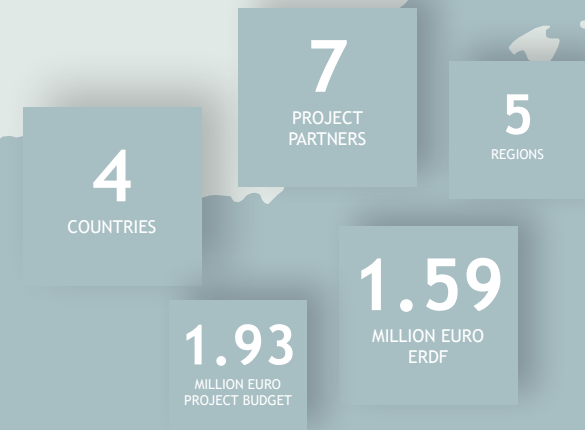 7
PROJECT
PARTNERS
5
REGIONS
4
COUNTRIES
1.59
MILLION EURO
ERDF
1.93
MILLION EURO
PROJECT BUDGET